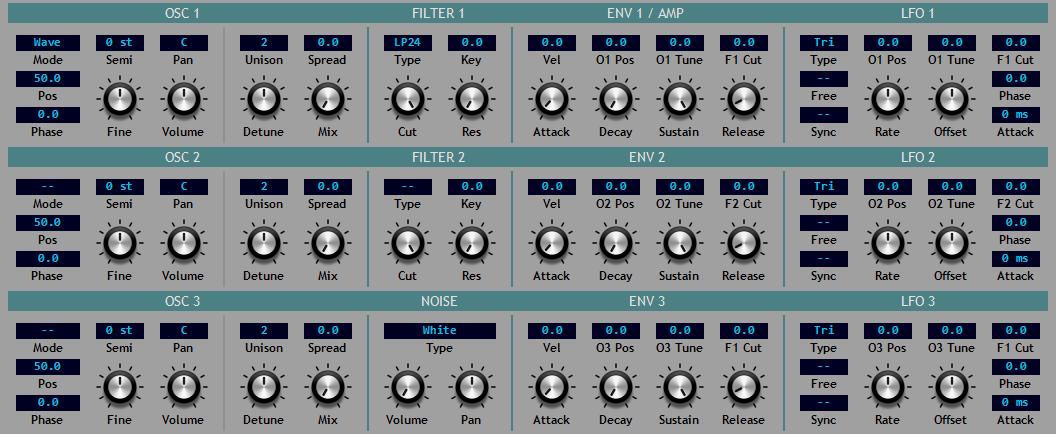 OSC 1 FILTER 1 ENV 1 / AMP LFO 1
Wave 0 st C 2 0.0 LP24 0.0 0.0 0.0 0.0 0.0 Tri 0.0 0.0 0.0
Mode Semi Pan Unison Spread Type Key Vel O1 Pos O1 Tune F1 Cut Type O1 Pos O1 Tune F1 Cut
50.0 -- 0.0
Pos Free Phase
0.0 -- 0 ms
Phase Fine Volume Detune Mix Cut Res Attack Decay Sustain Release Sync Rate Offset Attack
OSC 2 FILTER 2 ENV 2 LFO 2
-- 0 st C 2 0.0 -- 0.0 0.0 0.0 0.0 0.0 Tri 0.0 0.0 0.0
Mode Semi Pan Unison Spread Type Key Vel O2 Pos O2 Tune F2 Cut Type O2 Pos O2 Tune F2 Cut
50.0 -- 0.0
Pos Free Phase
0.0 -- 0 ms
Phase Fine Volume Detune Mix Cut Res Attack Decay Sustain Release Sync Rate Offset Attack
OSC 3 NOISE ENV 3 LFO 3
-- 0 st C 2 0.0 White 0.0 0.0 0.0 0.0 Tri 0.0 0.0 0.0
Mode Semi Pan Unison Spread Type Vel O3 Pos O3 Tune F1 Cut Type O3 Pos O3 Tune F1 Cut
50.0 -- 0.0
Pos Free Phase
0.0 -- 0 ms
Phase Fine Volume Detune Mix Volume Pan Attack Decay Sustain Release Sync Rate Offset Attack